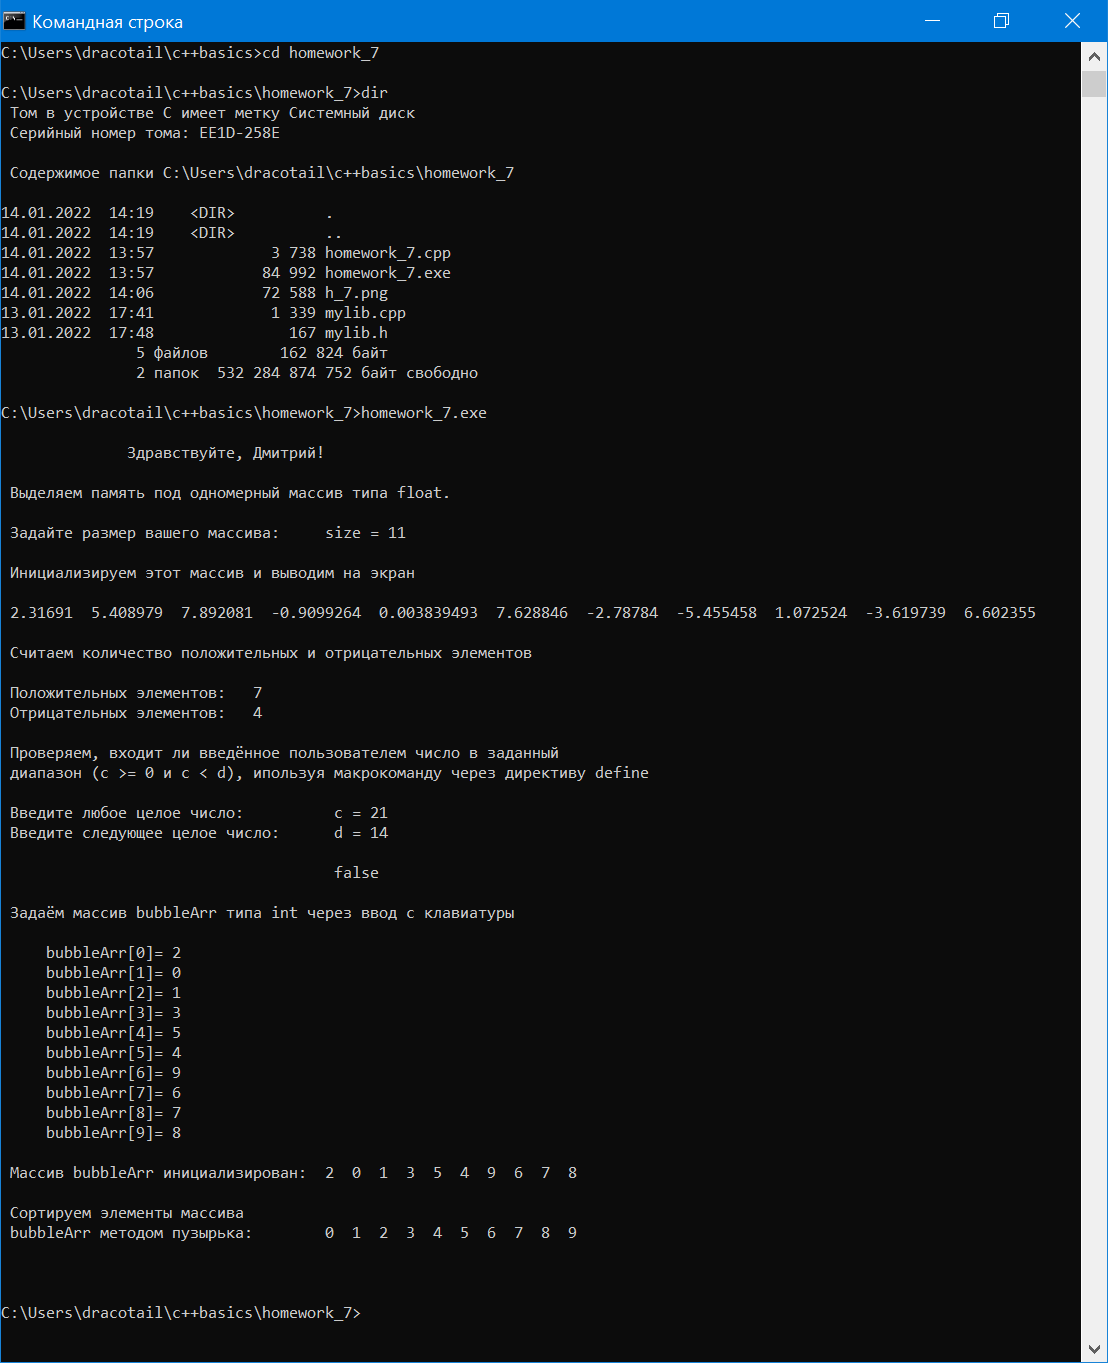 Командная строка
C:\Users\dracotail\c++basics>cd homework_7
C:\Users\dracotail\c++basics\homework_7>dir
Том в устройстве C имеет метку Системный диск
Серийный номер тома: EE1D-258E
Содержимое папки C:\Users\dracotail\c++basics\homework_7
14.01.2022  14:19    <DIR>          .
14.01.2022  14:19    <DIR>          ..
14.01.2022  13:57             3 738 homework_7.cpp
14.01.2022  13:57            84 992 homework_7.exe
14.01.2022  14:06            72 588 h_7.png
13.01.2022  17:41             1 339 mylib.cpp
13.01.2022  17:48               167 mylib.h
5 файлов        162 824 байт
2 папок  532 284 874 752 байт свободно
C:\Users\dracotail\c++basics\homework_7>homework_7.exe
Здравствуйте, Дмитрий!
Выделяем память под одномерный массив типа float.
Задайте размер вашего массива:     size = 11
Инициализируем этот массив и выводим на экран
2.31691  5.408979  7.892081  -0.9099264  0.003839493  7.628846  -2.78784  -5.455458  1.072524  -3.619739  6.602355
Считаем количество положительных и отрицательных элементов
Положительных элементов:   7
Отрицательных элементов:   4
Проверяем, входит ли введённое пользователем число в заданный
диапазон (c >= 0 и c < d), ипользуя макрокоманду через директиву define
Введите любое целое число:          c = 21
Введите следующее целое число:      d = 14
false
Задаём массив bubbleArr типа int через ввод с клавиатуры
bubbleArr[0]= 2
bubbleArr[1]= 0
bubbleArr[2]= 1
bubbleArr[3]= 3
bubbleArr[4]= 5
bubbleArr[5]= 4
bubbleArr[6]= 9
bubbleArr[7]= 6
bubbleArr[8]= 7
bubbleArr[9]= 8
Массив bubbleArr инициализирован:  2  0  1  3  5  4  9  6  7  8
Сортируем элементы массива
bubbleArr методом пузырька:        0  1  2  3  4  5  6  7  8  9
C:\Users\dracotail\c++basics\homework_7>